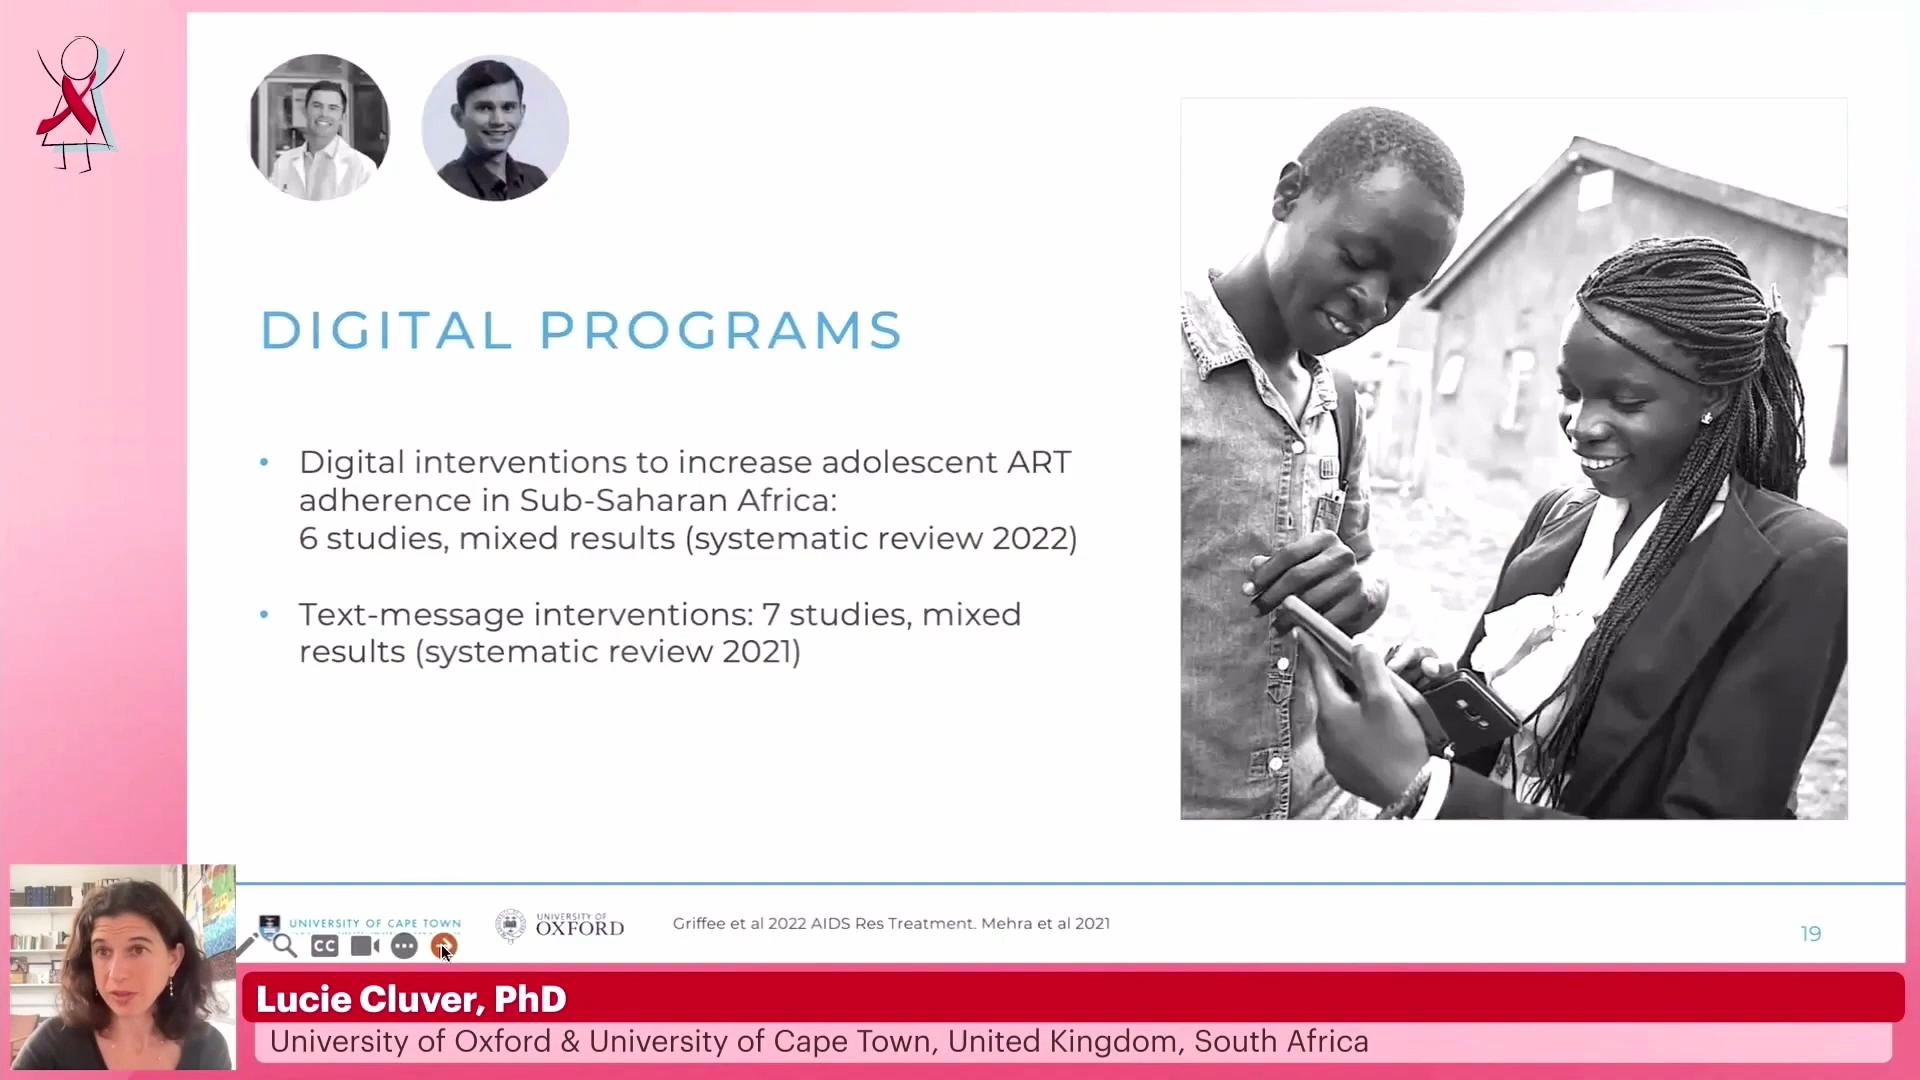 DIGITAL PROGRAMS
• Digital interventions to increase adolescent ART
adherence in Sub-Saharan Africa:
6 studies, mixed results (systematic review 2022)
• Text-message interventions: 7 studies, mixed
results (systematic review 2021)
UNIVERSITY OF CAPE TOWN
UNIVERSITY OF
OXFORD
Griffee et al 2022 AIDS Res Treatment. Mehra et al 2021
19
CC
Lucie Cluver, PhD
University of Oxford & University of Cape Town, United Kingdom, South Africa